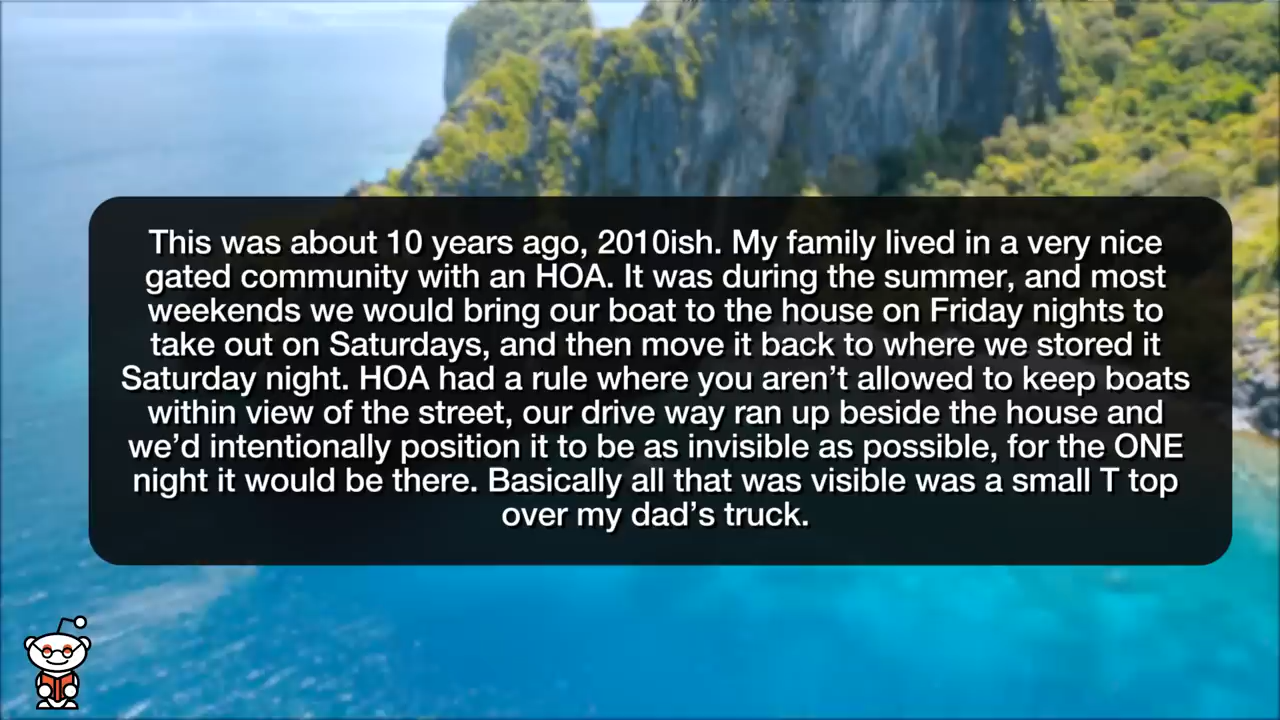 This was about 10 years ago, 2010ish. My family lived in a very nice
gated community with an HOA. It was during the summer, and most
weekends we would bring our boat to the house on Friday nights to
take out on Saturdays, and then move it back to where we stored it
Saturday night. HOA had a rule where you aren’t allowed to keep boats
within view of the street, our drive way ran up beside the house and
we’d intentionally position it to be as invisible as possible, for the ONE
night it would be there. Basically all that was visible was a small T top
over my dad’s truck.